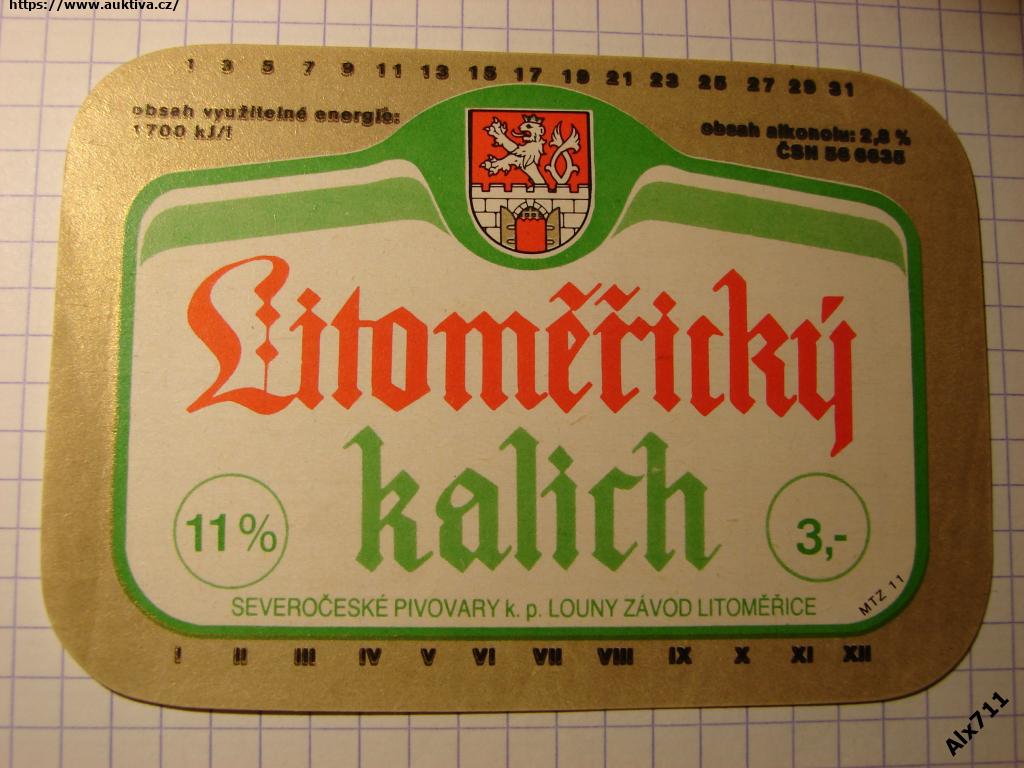 https://www.auktiva.cz/
1 3 5 7 9 11 13 15 17 19 21 23 25 27 29 31
obsah využitelné energie:
1700 kJ/l
obsah alkoholu: 2,8 %
ČSN 56 6635
Litoměřický
kalich
11%
3,-
SEVEROČESKÉ PIVOVARY k. p. LOUNY ZÁVOD LITOMĚŘICE
MTZ 11
I II III IV V VI VII VIII IX X XI XII
Alx711